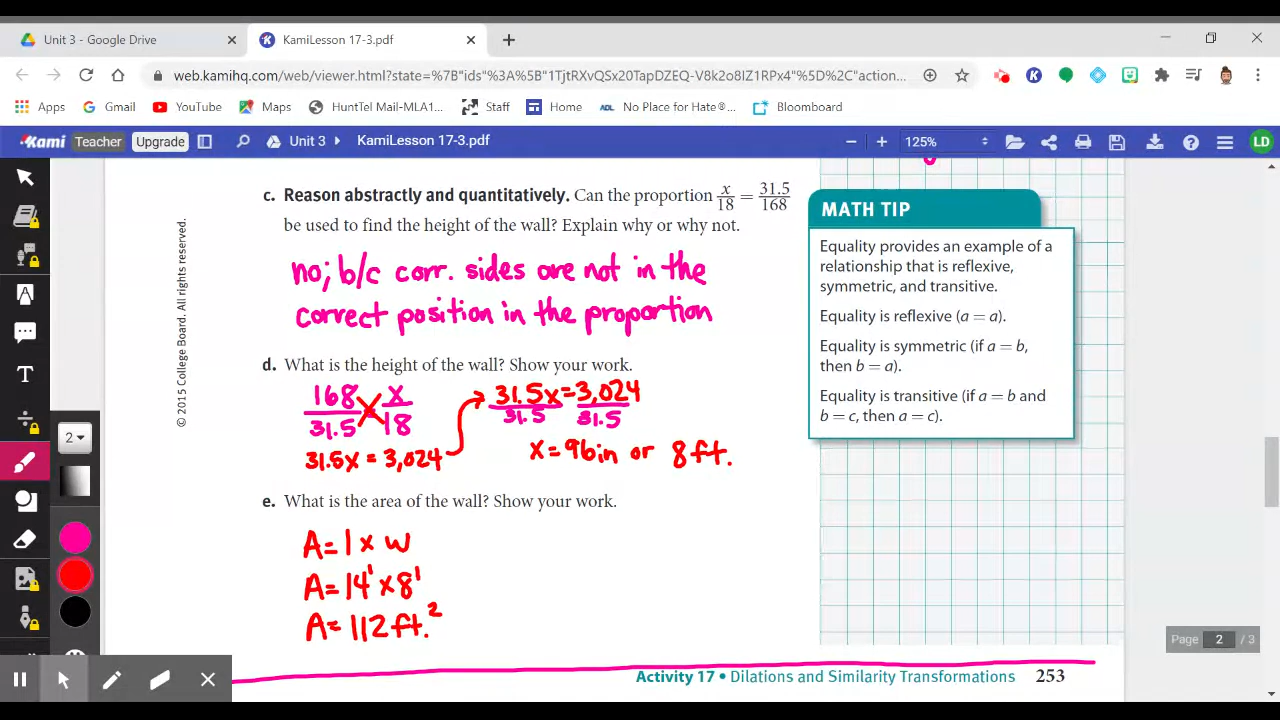 Unit 3 - Google Drive
KamiLesson 17-3.pdf
web.kamihq.com/web/viewer.html?state=%7B"ids"%3A%5B"1TjtRXvQSx20TapDZEQ-V8k2o8IZ1RPx4"%5D%2C"action...
Apps
Gmail
YouTube
Maps
HuntTel Mail-MLA1...
Staff
Home
ADL No Place for Hate...
Bloomboard
Kami
Teacher
Upgrade
Unit 3
KamiLesson 17-3.pdf
125%
LD
c. Reason abstractly and quantitatively. Can the proportion x/18 = 31.5/168
be used to find the height of the wall? Explain why or why not.
no; b/c corr. sides are not in the
correct position in the proportion
d. What is the height of the wall? Show your work.
168/31.5 = x/18
31.5x = 3,024
31.5x = 3,024
31.5 31.5
x = 96in or 8ft.
e. What is the area of the wall? Show your work.
A = l x w
A = 14' x 8'
A = 112 ft.²
© 2015 College Board. All rights reserved.
MATH TIP
Equality provides an example of a
relationship that is reflexive,
symmetric, and transitive.
Equality is reflexive (a = a).
Equality is symmetric (if a = b,
then b = a).
Equality is transitive (if a = b and
b = c, then a = c).
2
Page 2 / 3
Activity 17 • Dilations and Similarity Transformations 253